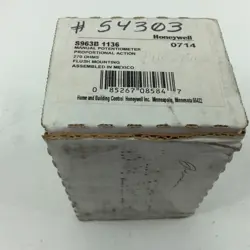 # 54303
Honeywell
S963B 1136 0714
MANUAL POTENTIOMETER
PROPORTIONAL ACTION
270 OHMS
FLUSH MOUNTING
ASSEMBLED IN MEXICO
0 85267 08584 7
Home and Building Control Honeywell Inc. Minneapolis, Minnesota 55422